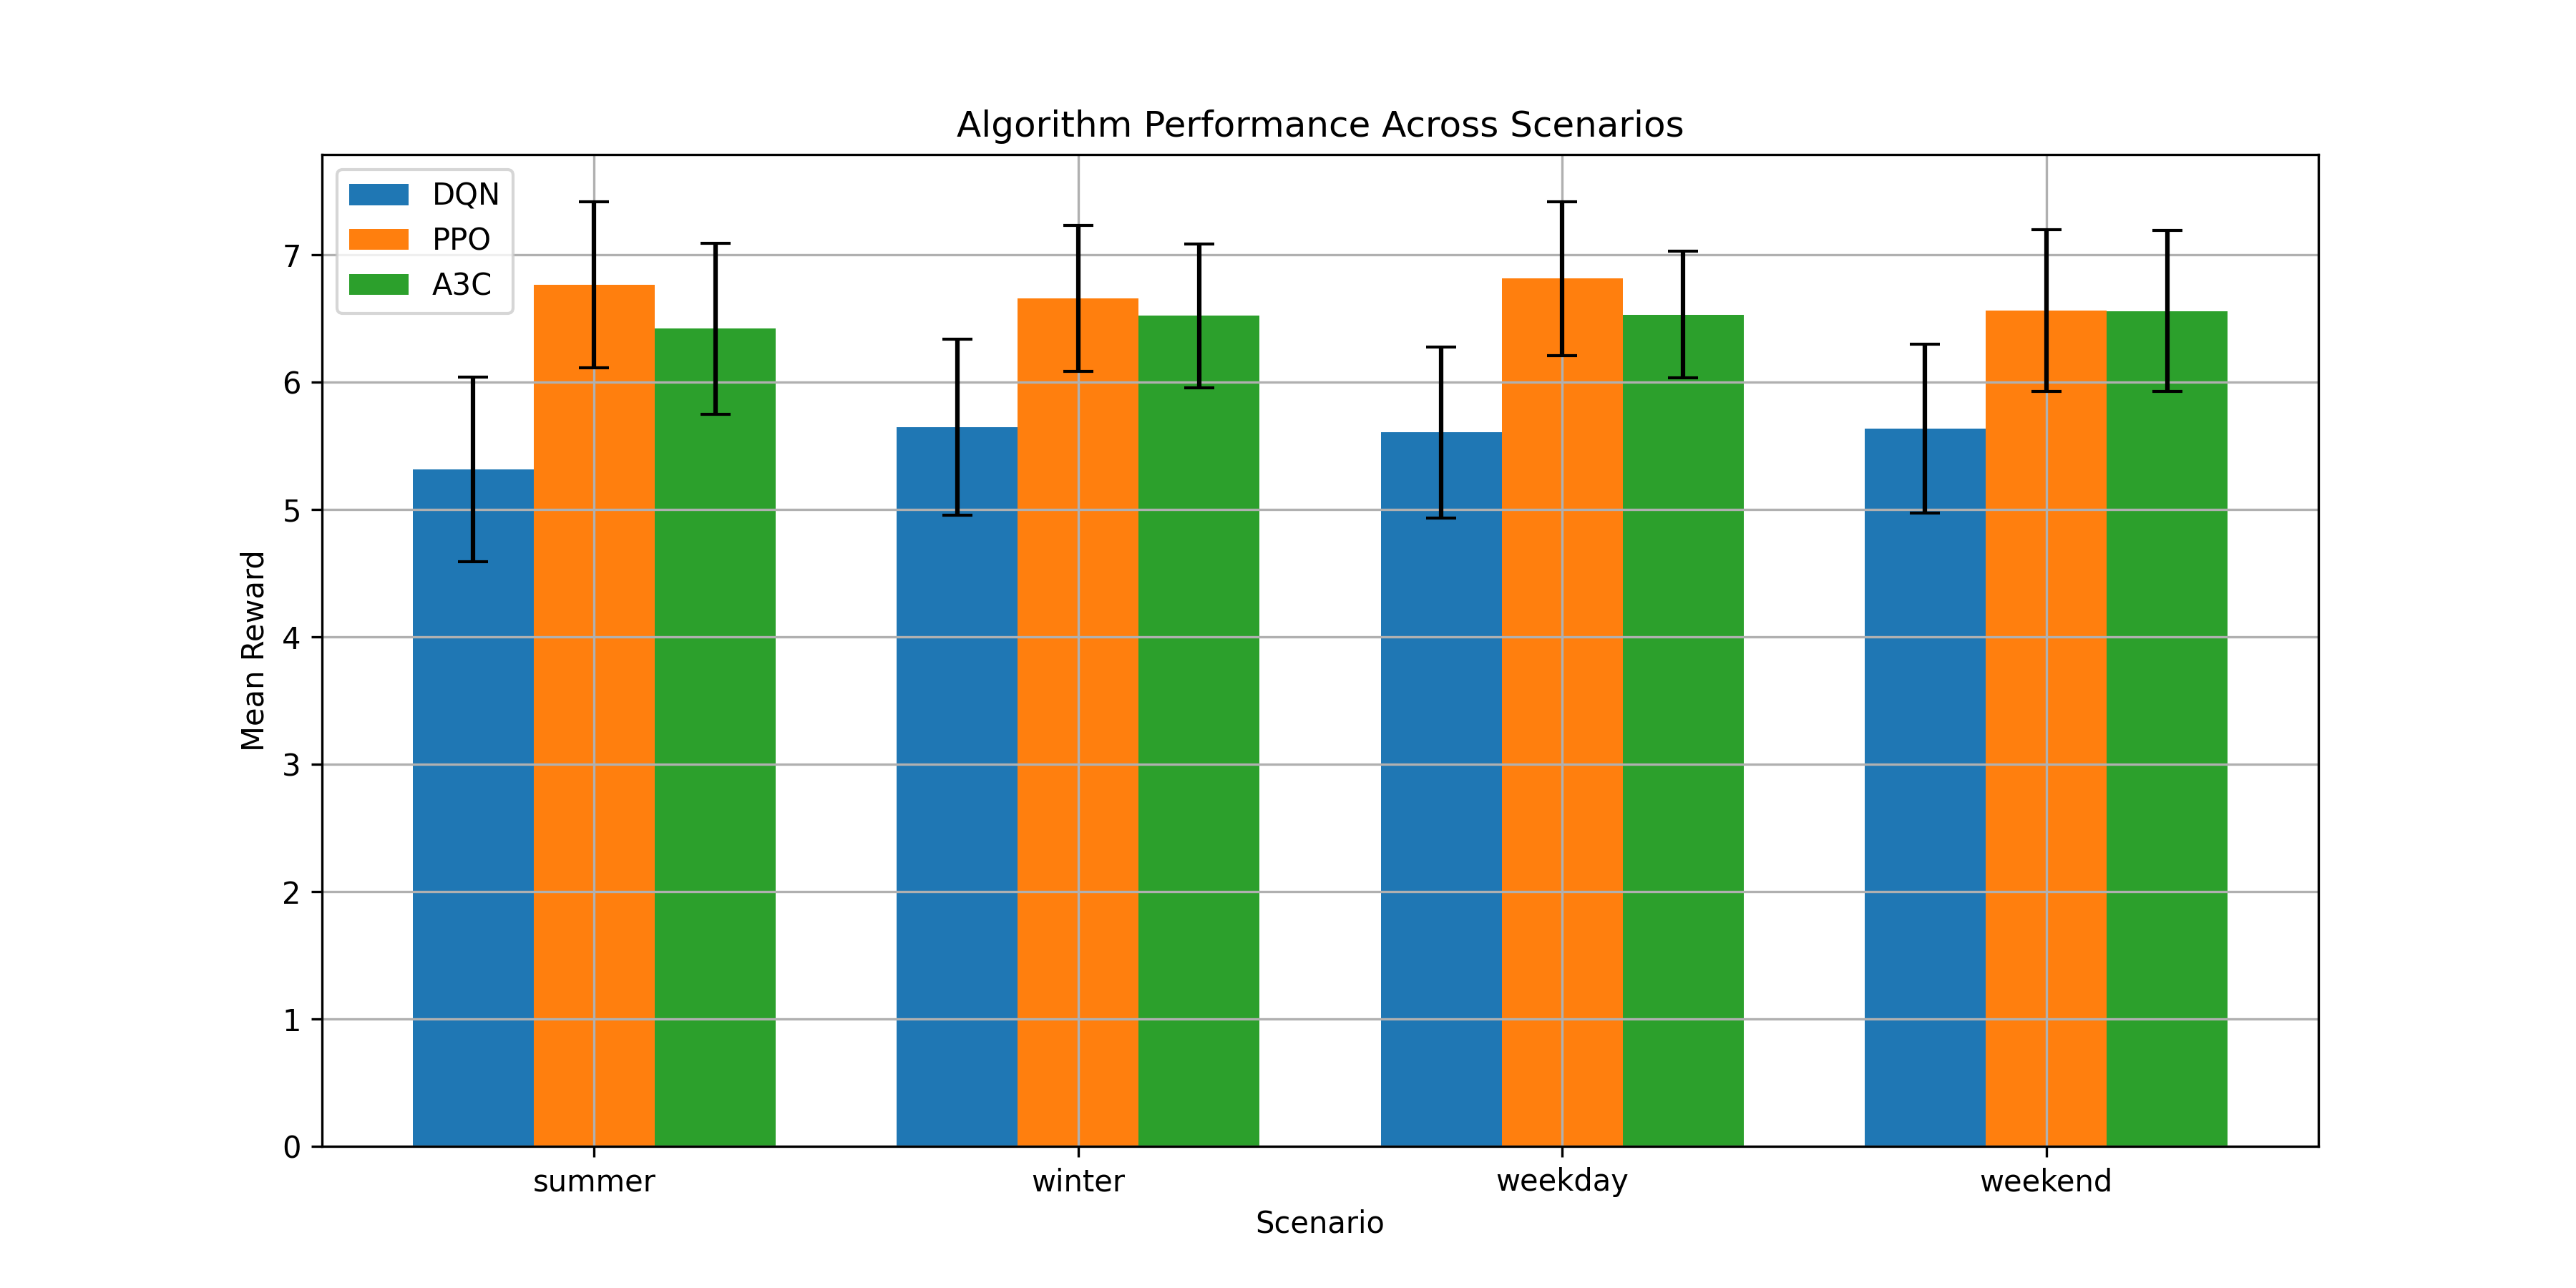 Algorithm Performance Across Scenarios
DQN
PPO
A3C
7
6
5
4
3
2
1
0
Mean Reward
summer
winter
weekday
weekend
Scenario